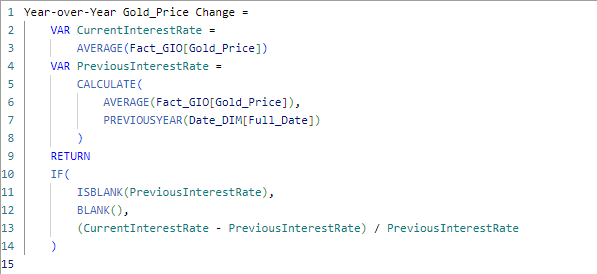 1 Year-over-Year Gold_Price Change =
2     VAR CurrentInterestRate =
3         AVERAGE(Fact_GIO[Gold_Price])
4     VAR PreviousInterestRate =
5         CALCULATE(
6             AVERAGE(Fact_GIO[Gold_Price]),
7             PREVIOUSYEAR(Date_DIM[Full_Date])
8         )
9     RETURN
10     IF(
11         ISBLANK(PreviousInterestRate),
12         BLANK(),
13         (CurrentInterestRate - PreviousInterestRate) / PreviousInterestRate
14     )
15